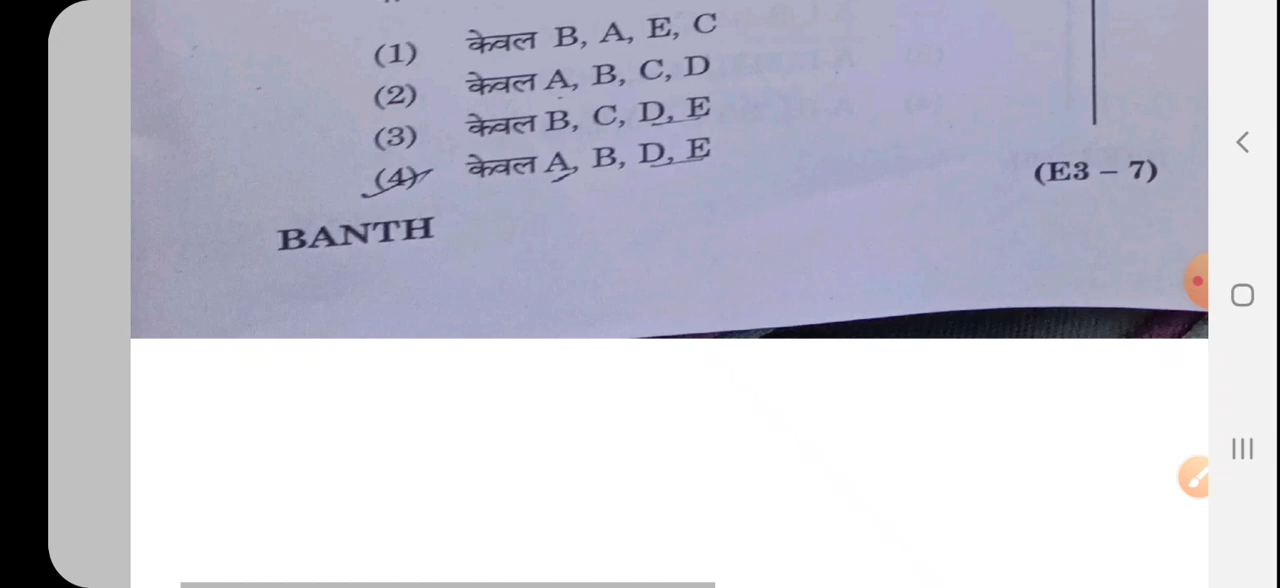 (1) केवल B, A, E, C
(2) केवल A, B, C, D
(3) केवल B, C, D, E
(4) केवल A, B, D, E
(E3 – 7)
BANTH